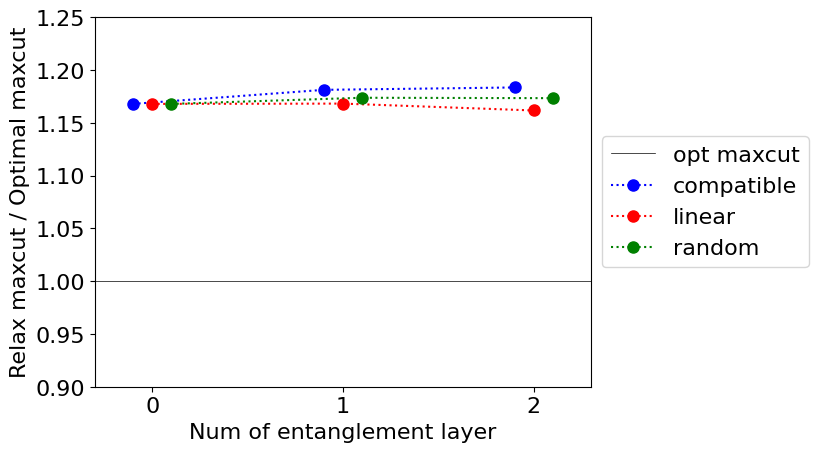 Relax maxcut / Optimal maxcut
1.25
1.20
1.15
1.10
1.05
1.00
0.95
0.90
0
1
2
Num of entanglement layer
opt maxcut
compatible
linear
random